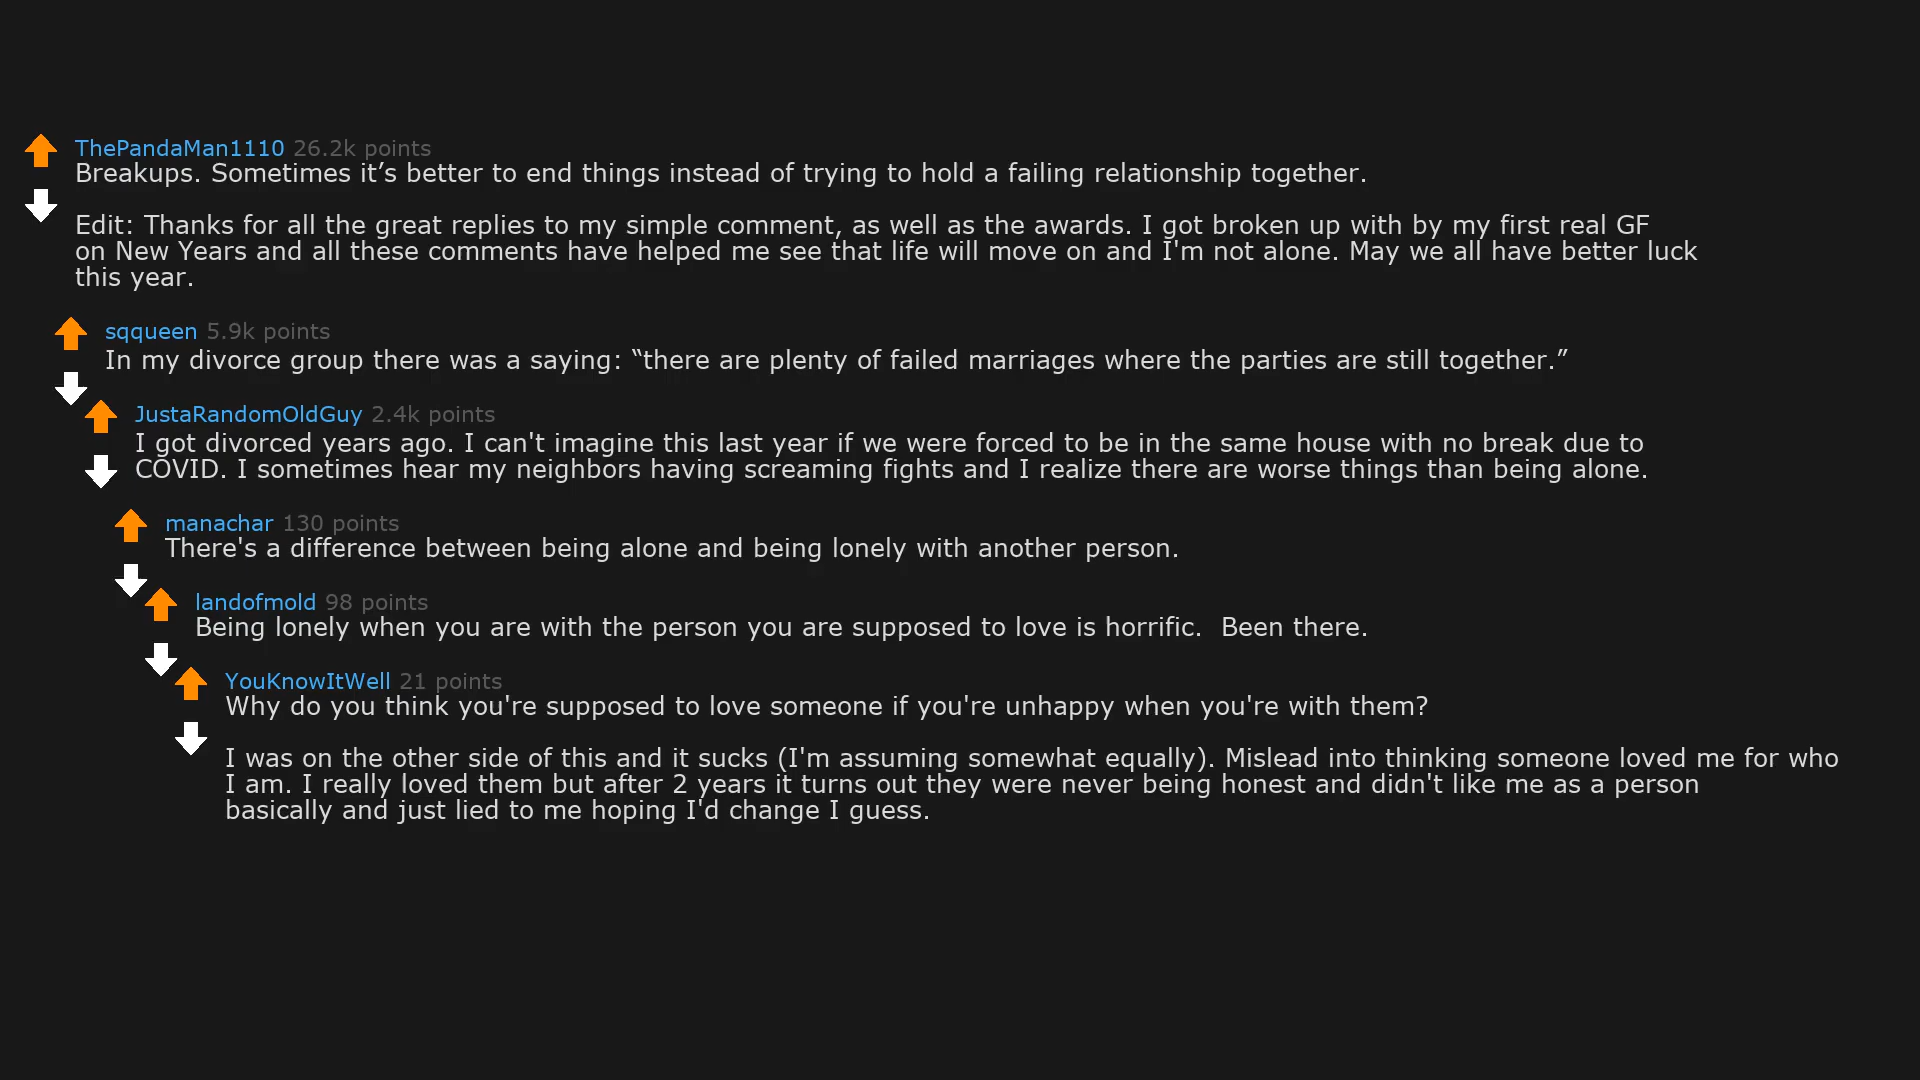 ThePandaMan1110 26.2k points
Breakups. Sometimes it’s better to end things instead of trying to hold a failing relationship together.
Edit: Thanks for all the great replies to my simple comment, as well as the awards. I got broken up with by my first real GF
on New Years and all these comments have helped me see that life will move on and I'm not alone. May we all have better luck
this year.
sqqueen 5.9k points
In my divorce group there was a saying: “there are plenty of failed marriages where the parties are still together.”
JustaRandomOldGuy 2.4k points
I got divorced years ago. I can't imagine this last year if we were forced to be in the same house with no break due to
COVID. I sometimes hear my neighbors having screaming fights and I realize there are worse things than being alone.
manachar 130 points
There's a difference between being alone and being lonely with another person.
landofmold 98 points
Being lonely when you are with the person you are supposed to love is horrific.  Been there.
YouKnowItWell 21 points
Why do you think you're supposed to love someone if you're unhappy when you're with them?
I was on the other side of this and it sucks (I'm assuming somewhat equally). Mislead into thinking someone loved me for who
I am. I really loved them but after 2 years it turns out they were never being honest and didn't like me as a person
basically and just lied to me hoping I'd change I guess.